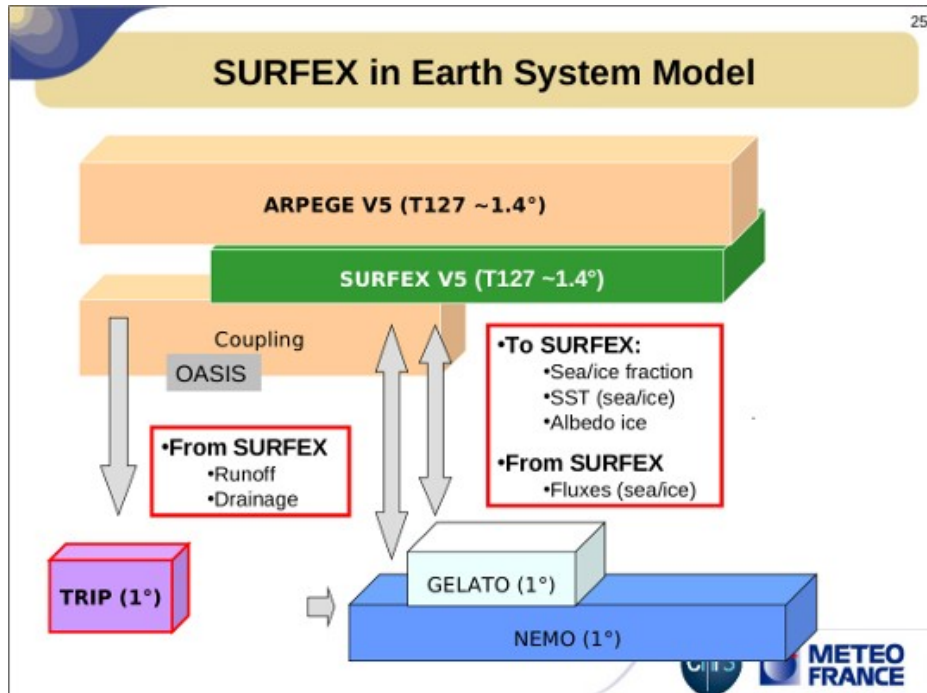 25
SURFEX in Earth System Model
ARPEGE V5 (T127 ~1.4°)
SURFEX V5 (T127 ~1.4°)
Coupling
OASIS
•To SURFEX:
•Sea/ice fraction
•SST (sea/ice)
•Albedo ice
•From SURFEX
•Fluxes (sea/ice)
•From SURFEX
•Runoff
•Drainage
TRIP (1°)
GELATO (1°)
NEMO (1°)
METEO
FRANCE